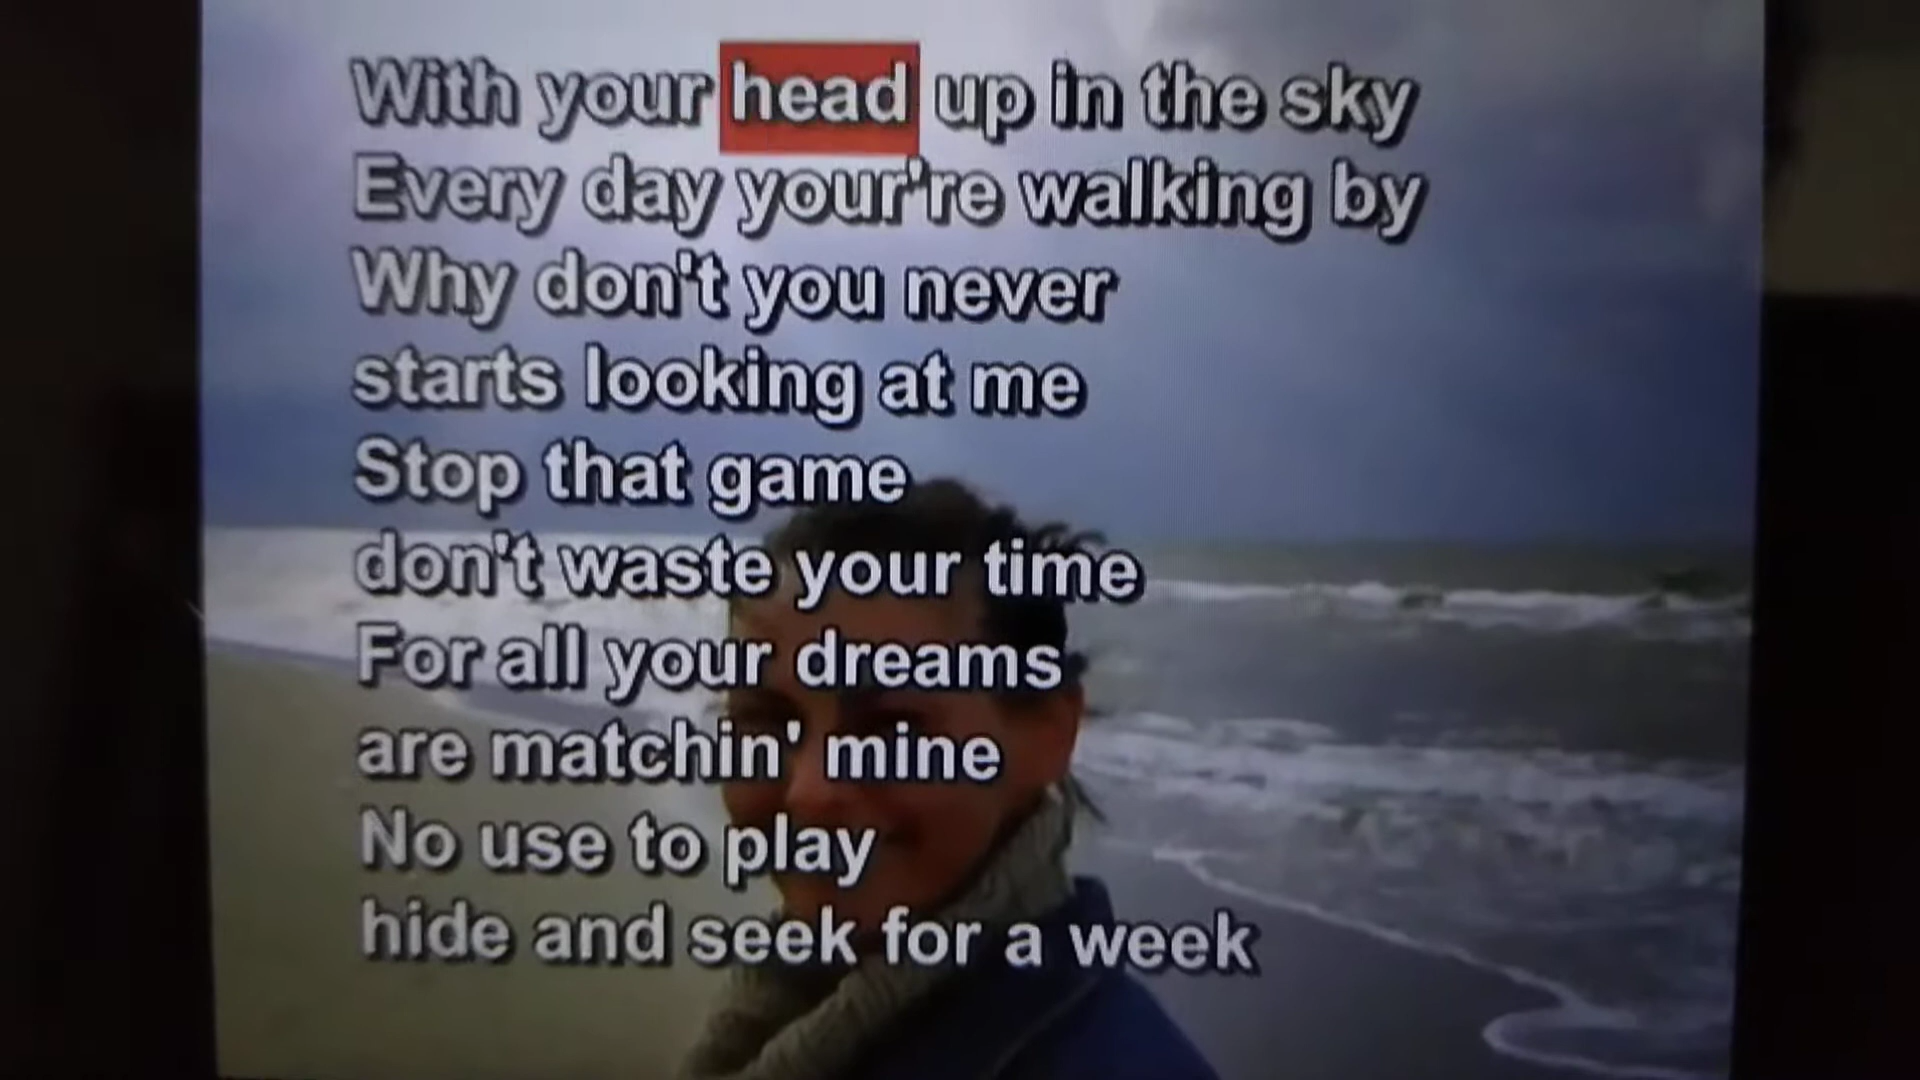 With your head up in the sky
Every day your're walking by
Why don't you never
starts looking at me
Stop that game
don't waste your time
For all your dreams
are matchin' mine
No use to play
hide and seek for a week